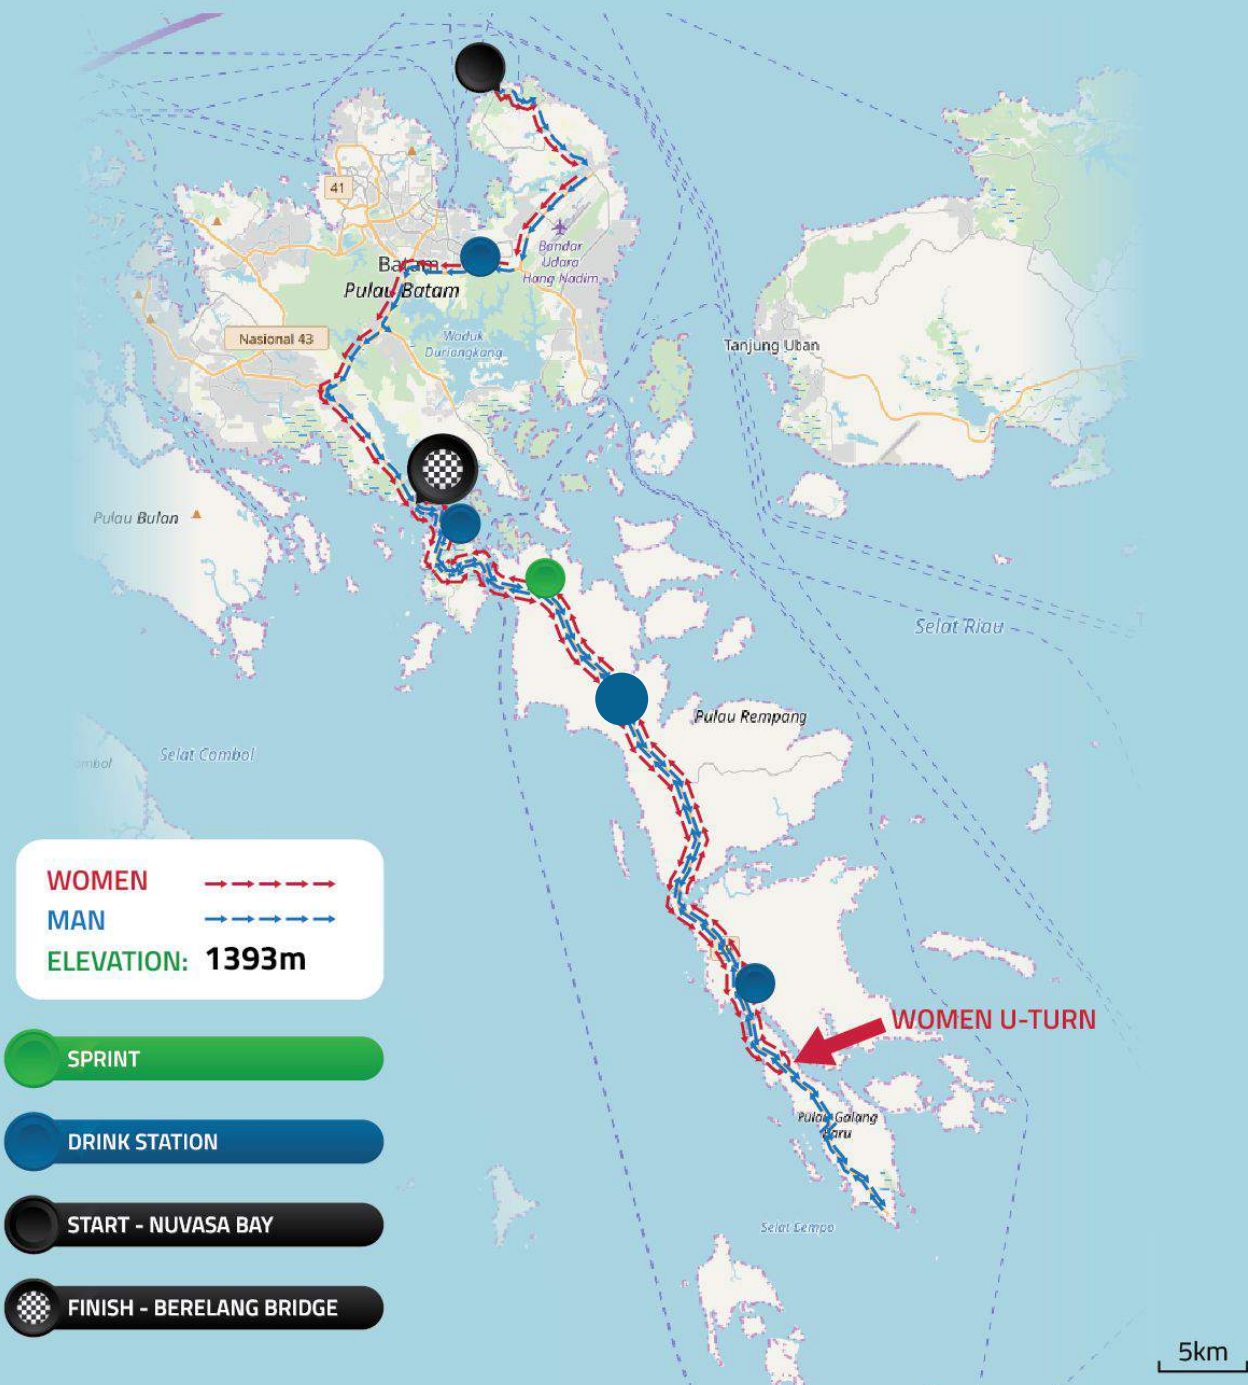 41
Batam
Pulau Batam
Bandar
Udara
Hang Nadim
Nasional 43
Waduk
Duriangkang
Tanjung Uban
Pulau Bulan
Selat Riau
Pulau Rempang
Selat Combol
ombol
WOMEN
MAN
ELEVATION: 1393m
WOMEN U-TURN
SPRINT
Pulau Galang
Baru
DRINK STATION
START - NUVASA BAY
Selat Dempo
FINISH - BERELANG BRIDGE
5km